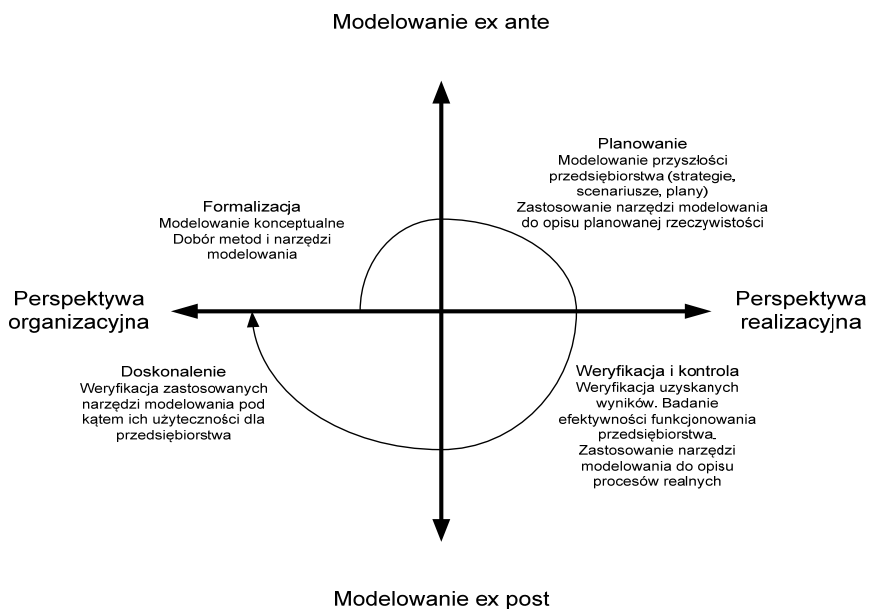 Modelowanie ex ante
Planowanie
Modelowanie przyszłości
przedsiębiorstwa (strategie,
scenariusze, plany)
Zastosowanie narzędzi modelowania
do opisu planowanej rzeczywistości
Formalizacja
Modelowanie konceptualne
Dobór metod i narzędzi
modelowania
Perspektywa
organizacyjna
Perspektywa
realizacyjna
Doskonalenie
Weryfikacja zastosowanych
narzędzi modelowania pod
kątem ich użyteczności dla
przedsiębiorstwa
Weryfikacja i kontrola
Weryfikacja uzyskanych
wyników. Badanie
efektywności funkcjonowania
przedsiębiorstwa.
Zastosowanie narzędzi
modelowania do opisu
procesów realnych
Modelowanie ex post